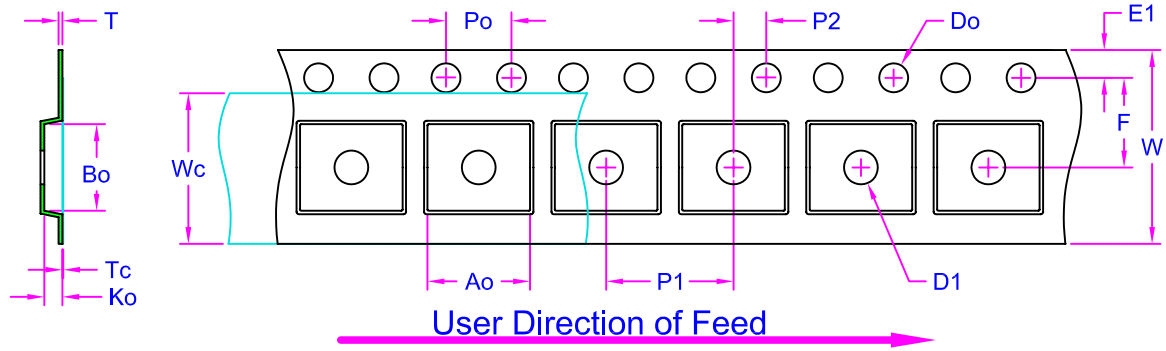 T
Po
P2
Do
E1
F
W
Wc
Bo
Tc
Ko
Ao
P1
D1
User Direction of Feed